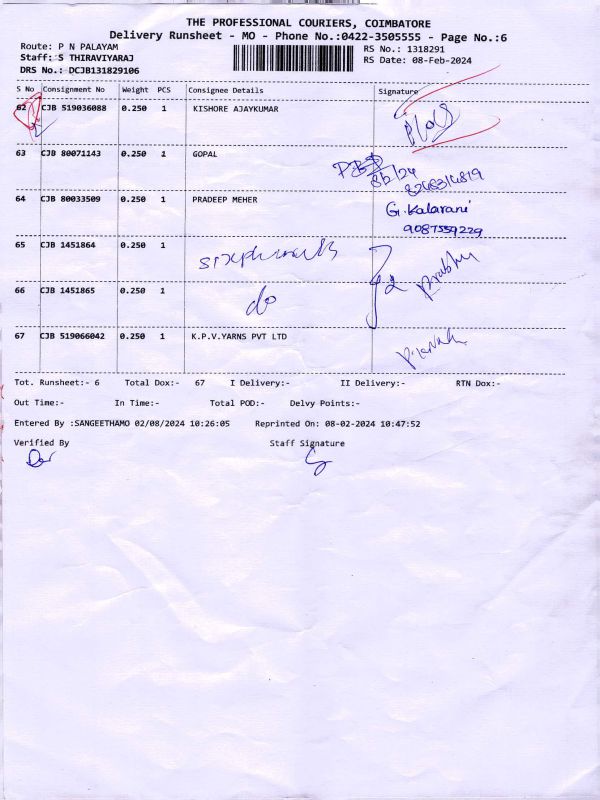 THE PROFESSIONAL COURIERS, COIMBATORE
Delivery Runsheet - MO - Phone No.:0422-3505555 - Page No.:6
Route: P N PALAYAM RS No.: 1318291
Staff: S THIRAVIYARAJ RS Date: 08-Feb-2024
DRS No.: DCJB131829106
S No Consignment No Weight PCS Consignee Details Signature
62 CJB 519036088 0.250 1 KISHORE AJAYKUMAR
63 CJB 80071143 0.250 1 GOPAL
8/2/24
64 CJB 80033509 0.250 1 PRADEEP MEHER G. Kalarani
9087559229
65 CJB 1451864 0.250 1 Prabhu
66 CJB 1451865 0.250 1 do
67 CJB 519066042 0.250 1 K.P.V.YARNS PVT LTD
Tot. Runsheet:- 6 Total Dox:- 67 I Delivery:- II Delivery:- RTN Dox:-
Out Time:- In Time:- Total POD:- Delvy Points:-
Entered By :SANGEETHAMO 02/08/2024 10:26:05 Reprinted On: 08-02-2024 10:47:52
Verified By Staff Signature